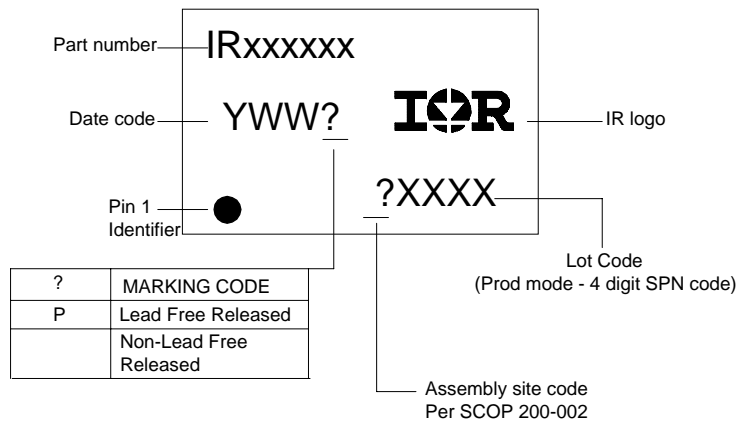 Part number
IRxxxxxx
Date code
YWW?
IOR
IR logo
?XXXX
Pin 1
Identifier
Lot Code
(Prod mode - 4 digit SPN code)
? MARKING CODE
P Lead Free Released
Non-Lead Free
Released
Assembly site code
Per SCOP 200-002